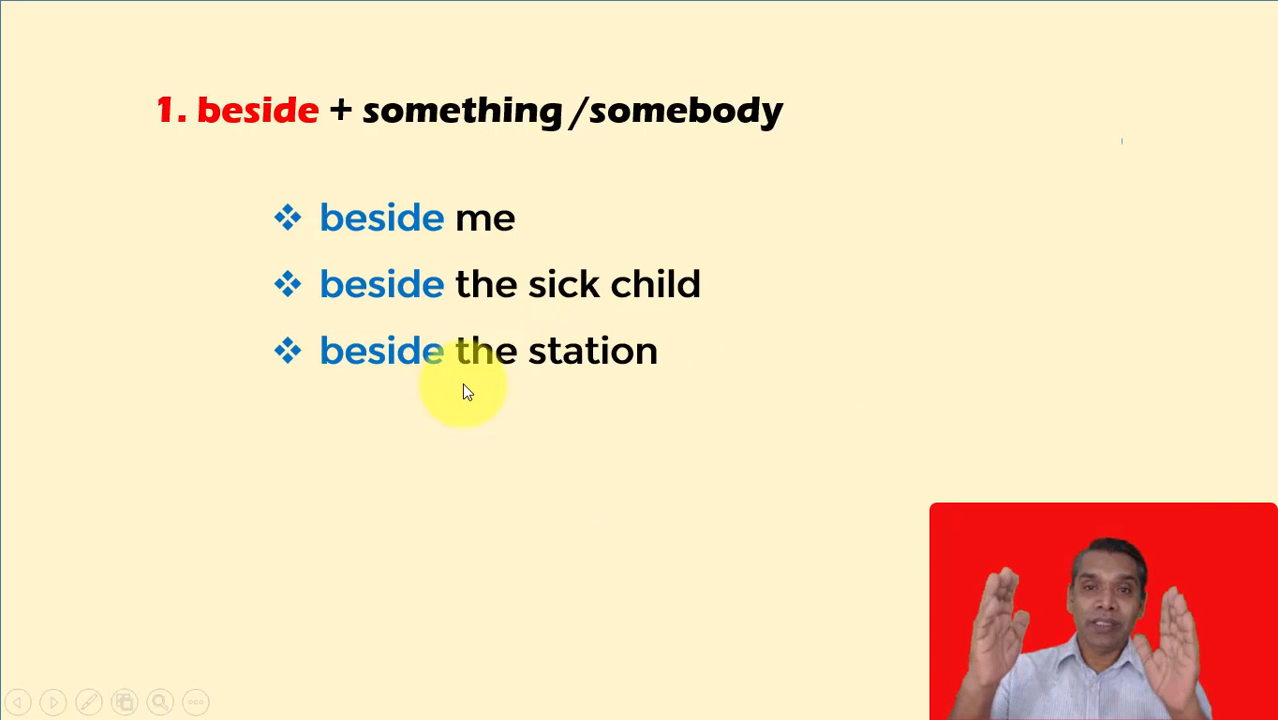 1. beside + something /somebody
beside me
beside the sick child
beside the station